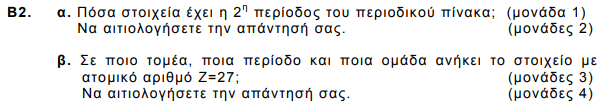 Β2. α. Πόσα στοιχεία έχει η 2η περίοδος του περιοδικού πίνακα; (μονάδα 1)
Να αιτιολογήσετε την απάντησή σας. (μονάδες 2)
β. Σε ποιο τομέα, ποια περίοδο και ποια ομάδα ανήκει το στοιχείο με
ατομικό αριθμό Ζ=27; (μονάδες 3)
Να αιτιολογήσετε την απάντησή σας. (μονάδες 4)